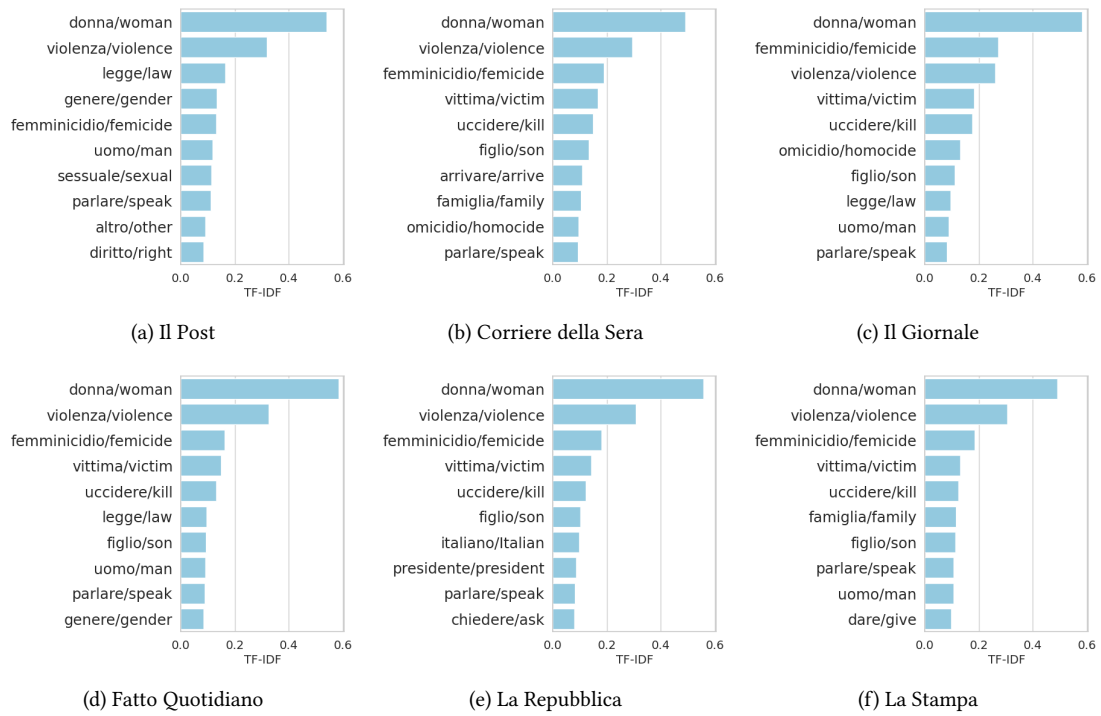 donna/woman
violenza/violence
legge/law
genere/gender
femminicidio/femicide
uomo/man
sessuale/sexual
parlare/speak
altro/other
diritto/right
0.0 0.2 0.4 0.6
TF-IDF
(a) Il Post
donna/woman
violenza/violence
femminicidio/femicide
vittima/victim
uccidere/kill
figlio/son
arrivare/arrive
famiglia/family
omicidio/homocide
parlare/speak
0.0 0.2 0.4 0.6
TF-IDF
(b) Corriere della Sera
donna/woman
femminicidio/femicide
violenza/violence
vittima/victim
uccidere/kill
omicidio/homocide
figlio/son
legge/law
uomo/man
parlare/speak
0.0 0.2 0.4 0.6
TF-IDF
(c) Il Giornale
donna/woman
violenza/violence
femminicidio/femicide
vittima/victim
uccidere/kill
legge/law
figlio/son
uomo/man
parlare/speak
genere/gender
0.0 0.2 0.4 0.6
TF-IDF
(d) Fatto Quotidiano
donna/woman
violenza/violence
femminicidio/femicide
vittima/victim
uccidere/kill
figlio/son
italiano/Italian
presidente/president
parlare/speak
chiedere/ask
0.0 0.2 0.4 0.6
TF-IDF
(e) La Repubblica
donna/woman
violenza/violence
femminicidio/femicide
vittima/victim
uccidere/kill
famiglia/family
figlio/son
parlare/speak
uomo/man
dare/give
0.0 0.2 0.4 0.6
TF-IDF
(f) La Stampa